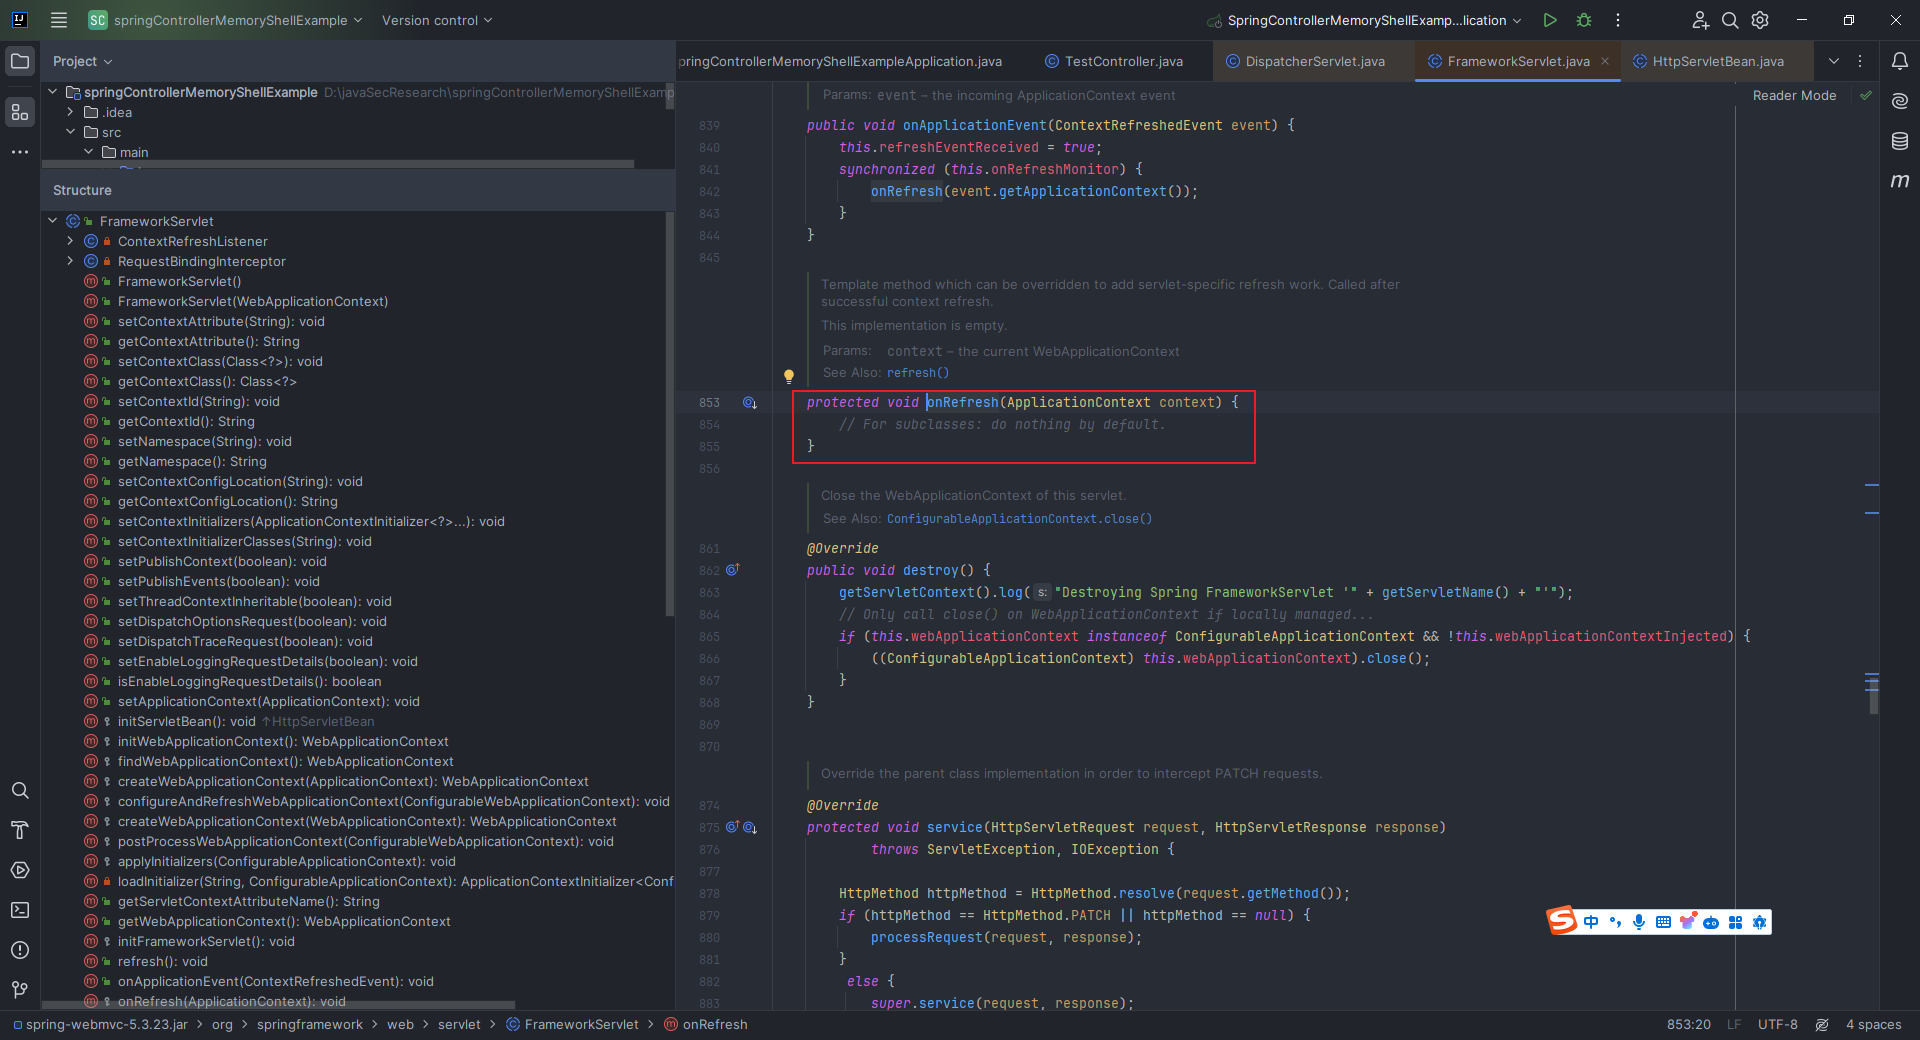 SC springControllerMemoryShellExample Version control SpringControllerMemoryShellExamp...lication
Project
springControllerMemoryShellExample D:\javaSecResearch\springControllerMemoryShellExamp
.idea
src
main
Structure
FrameworkServlet
ContextRefreshListener
RequestBindingInterceptor
FrameworkServlet()
FrameworkServlet(WebApplicationContext)
setContextAttribute(String): void
getContextAttribute(): String
setContextClass(Class<?>): void
getContextClass(): Class<?>
setContextId(String): void
getContextId(): String
setNamespace(String): void
getNamespace(): String
setContextConfigLocation(String): void
getContextConfigLocation(): String
setContextInitializers(ApplicationContextInitializer<?>...): void
setContextInitializerClasses(String): void
setPublishContext(boolean): void
setPublishEvents(boolean): void
setThreadContextInheritable(boolean): void
setDispatchOptionsRequest(boolean): void
setDispatchTraceRequest(boolean): void
setEnableLoggingRequestDetails(boolean): void
isEnableLoggingRequestDetails(): boolean
setApplicationContext(ApplicationContext): void
initServletBean(): void ↑HttpServletBean
initWebApplicationContext(): WebApplicationContext
findWebApplicationContext(): WebApplicationContext
createWebApplicationContext(ApplicationContext): WebApplicationContext
configureAndRefreshWebApplicationContext(ConfigurableWebApplicationContext): void
createWebApplicationContext(WebApplicationContext): WebApplicationContext
postProcessWebApplicationContext(ConfigurableWebApplicationContext): void
applyInitializers(ConfigurableApplicationContext): void
loadInitializer(String, ConfigurableApplicationContext): ApplicationContextInitializer<Conf
getServletContextAttributeName(): String
getWebApplicationContext(): WebApplicationContext
initFrameworkServlet(): void
refresh(): void
onApplicationEvent(ContextRefreshedEvent): void
onRefresh(ApplicationContext): void
pringControllerMemoryShellExampleApplication.java TestController.java DispatcherServlet.java FrameworkServlet.java HttpServletBean.java
Reader Mode
Params: event – the incoming ApplicationContext event
839 public void onApplicationEvent(ContextRefreshedEvent event) {
840 this.refreshEventReceived = true;
841 synchronized (this.onRefreshMonitor) {
842 onRefresh(event.getApplicationContext());
843 }
844 }
845
Template method which can be overridden to add servlet-specific refresh work. Called after
successful context refresh.
This implementation is empty.
Params: context – the current WebApplicationContext
See Also: refresh()
853 protected void onRefresh(ApplicationContext context) {
854 // For subclasses: do nothing by default.
855 }
856
Close the WebApplicationContext of this servlet.
See Also: ConfigurableApplicationContext.close()
861 @Override
862 public void destroy() {
863 getServletContext().log( s: "Destroying Spring FrameworkServlet '" + getServletName() + "'");
864 // Only call close() on WebApplicationContext if locally managed...
865 if (this.webApplicationContext instanceof ConfigurableApplicationContext && !this.webApplicationContextInjected) {
866 ((ConfigurableApplicationContext) this.webApplicationContext).close();
867 }
868 }
869
870
Override the parent class implementation in order to intercept PATCH requests.
874 @Override
875 protected void service(HttpServletRequest request, HttpServletResponse response)
876 throws ServletException, IOException {
877
878 HttpMethod httpMethod = HttpMethod.resolve(request.getMethod());
879 if (httpMethod == HttpMethod.PATCH || httpMethod == null) {
880 processRequest(request, response);
881 }
882 else {
883 super.service(request, response);
中
spring-webmvc-5.3.23.jar > org > springframework > web > servlet > FrameworkServlet > onRefresh
853:20 LF UTF-8 4 spaces